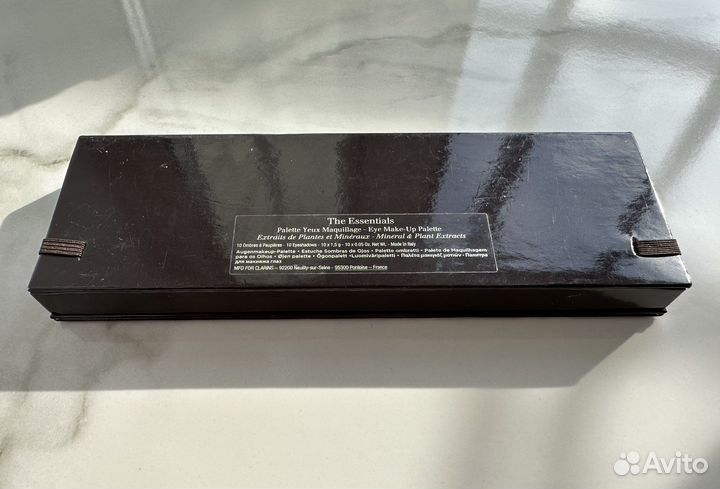 The Essentials
Palette Yeux Maquillage - Eye Make-Up Palette
Extraits de Plantes et Minéraux - Mineral & Plant Extracts
10 Ombres à Paupières - 10 Eyeshadows - 10 x 1,5 g - 10 x 0.05 Oz. Net Wt. - Made in Italy
Augenmakeup-Palette - Estuche Sombras de Ojos - Palette ombretti - Palete de Maquilhagem
para os Olhos - Øjen palette - Ögonpalett - Luomiväripaletti - Παλέτα μακιγιάζ ματιών - Палитра
для макияжа глаз
MFD FOR CLARINS - 92200 Neuilly-sur-Seine - 95300 Pontoise - France
Avito